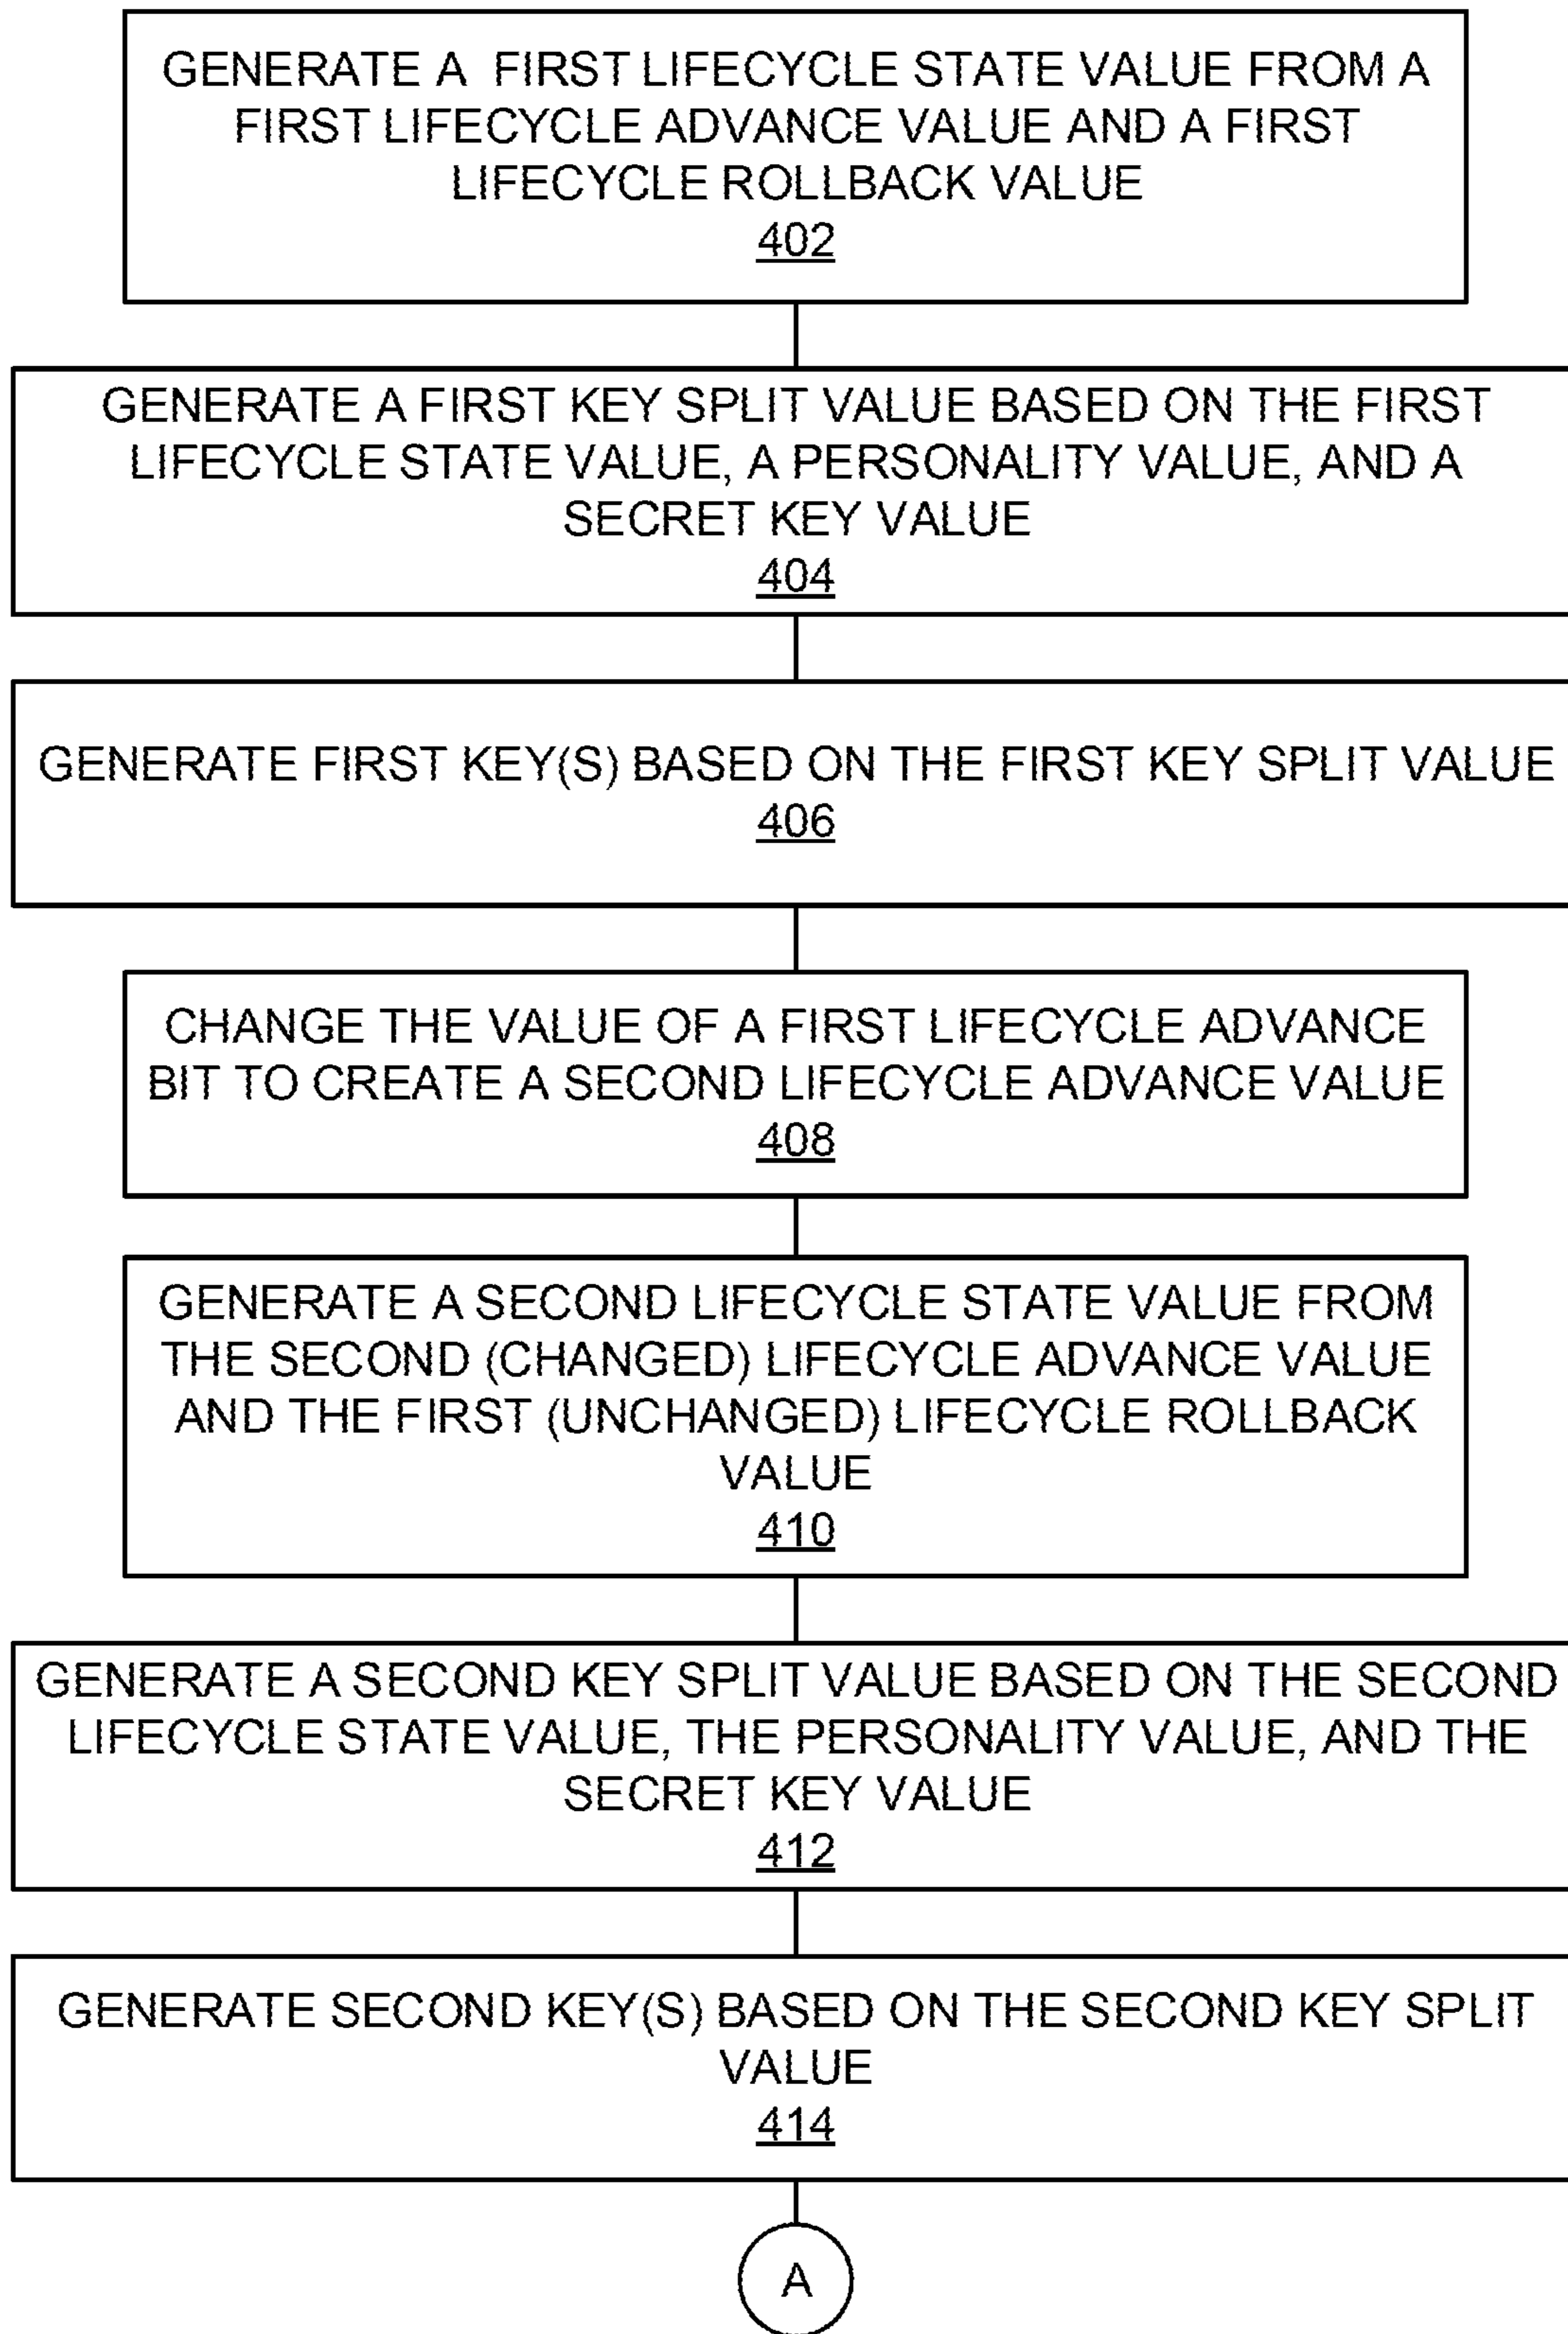 GENERATE A FIRST LIFECYCLE STATE VALUE FROM A
FIRST LIFECYCLE ADVANCE VALUE AND A FIRST
LIFECYCLE ROLLBACK VALUE
402
GENERATE A FIRST KEY SPLIT VALUE BASED ON THE FIRST
LIFECYCLE STATE VALUE, A PERSONALITY VALUE, AND A
SECRET KEY VALUE
404
GENERATE FIRST KEY(S) BASED ON THE FIRST KEY SPLIT VALUE
406
CHANGE THE VALUE OF A FIRST LIFECYCLE ADVANCE
BIT TO CREATE A SECOND LIFECYCLE ADVANCE VALUE
408
GENERATE A SECOND LIFECYCLE STATE VALUE FROM
THE SECOND (CHANGED) LIFECYCLE ADVANCE VALUE
AND THE FIRST (UNCHANGED) LIFECYCLE ROLLBACK
VALUE
410
GENERATE A SECOND KEY SPLIT VALUE BASED ON THE SECOND
LIFECYCLE STATE VALUE, THE PERSONALITY VALUE, AND THE
SECRET KEY VALUE
412
GENERATE SECOND KEY(S) BASED ON THE SECOND KEY SPLIT
VALUE
414
A